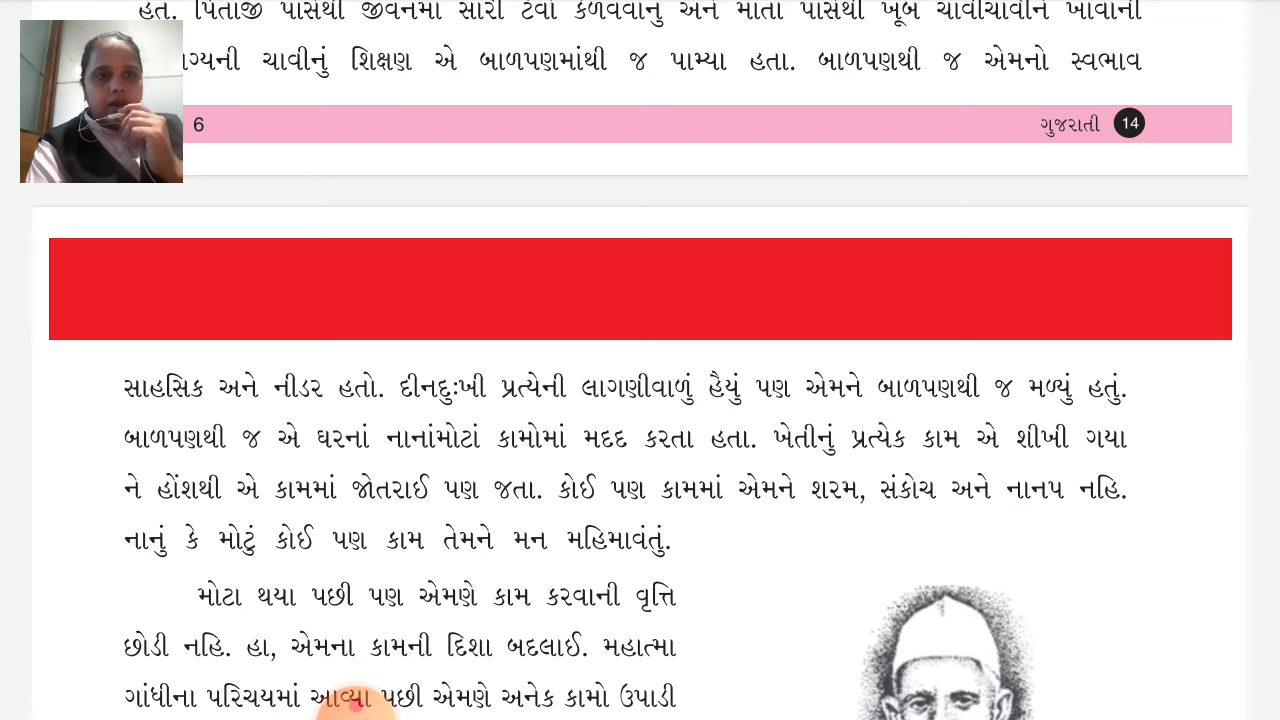 હતા. પિતાજી પાસેથી જીવનમાં સારી ટેવો કેળવવાનું અને માતા પાસેથી ખૂબ ચાવીચાવીને ખાવાની
ચાવીનું શિક્ષણ એ બાળપણમાંથી જ પામ્યા હતા. બાળપણથી જ એમનો સ્વભાવ
6
ગુજરાતી 14
સાહસિક અને નીડર હતો. દીનદુઃખી પ્રત્યેની લાગણીવાળું હૈયું પણ એમને બાળપણથી જ મળ્યું હતું.
બાળપણથી જ એ ઘરનાં નાનાંમોટાં કામોમાં મદદ કરતા હતા. ખેતીનું પ્રત્યેક કામ એ શીખી ગયા
ને હોંશથી એ કામમાં જોતરાઈ પણ જતા. કોઈ પણ કામમાં એમને શરમ, સંકોચ અને નાનપ નહિ.
નાનું કે મોટું કોઈ પણ કામ તેમને મન મહિમાવંતું.
મોટા થયા પછી પણ એમણે કામ કરવાની વૃત્તિ
છોડી નહિ. હા, એમના કામની દિશા બદલાઈ. મહાત્મા
ગાંધીના પરિચયમાં આવ્યા પછી એમણે અનેક કામો ઉપાડી